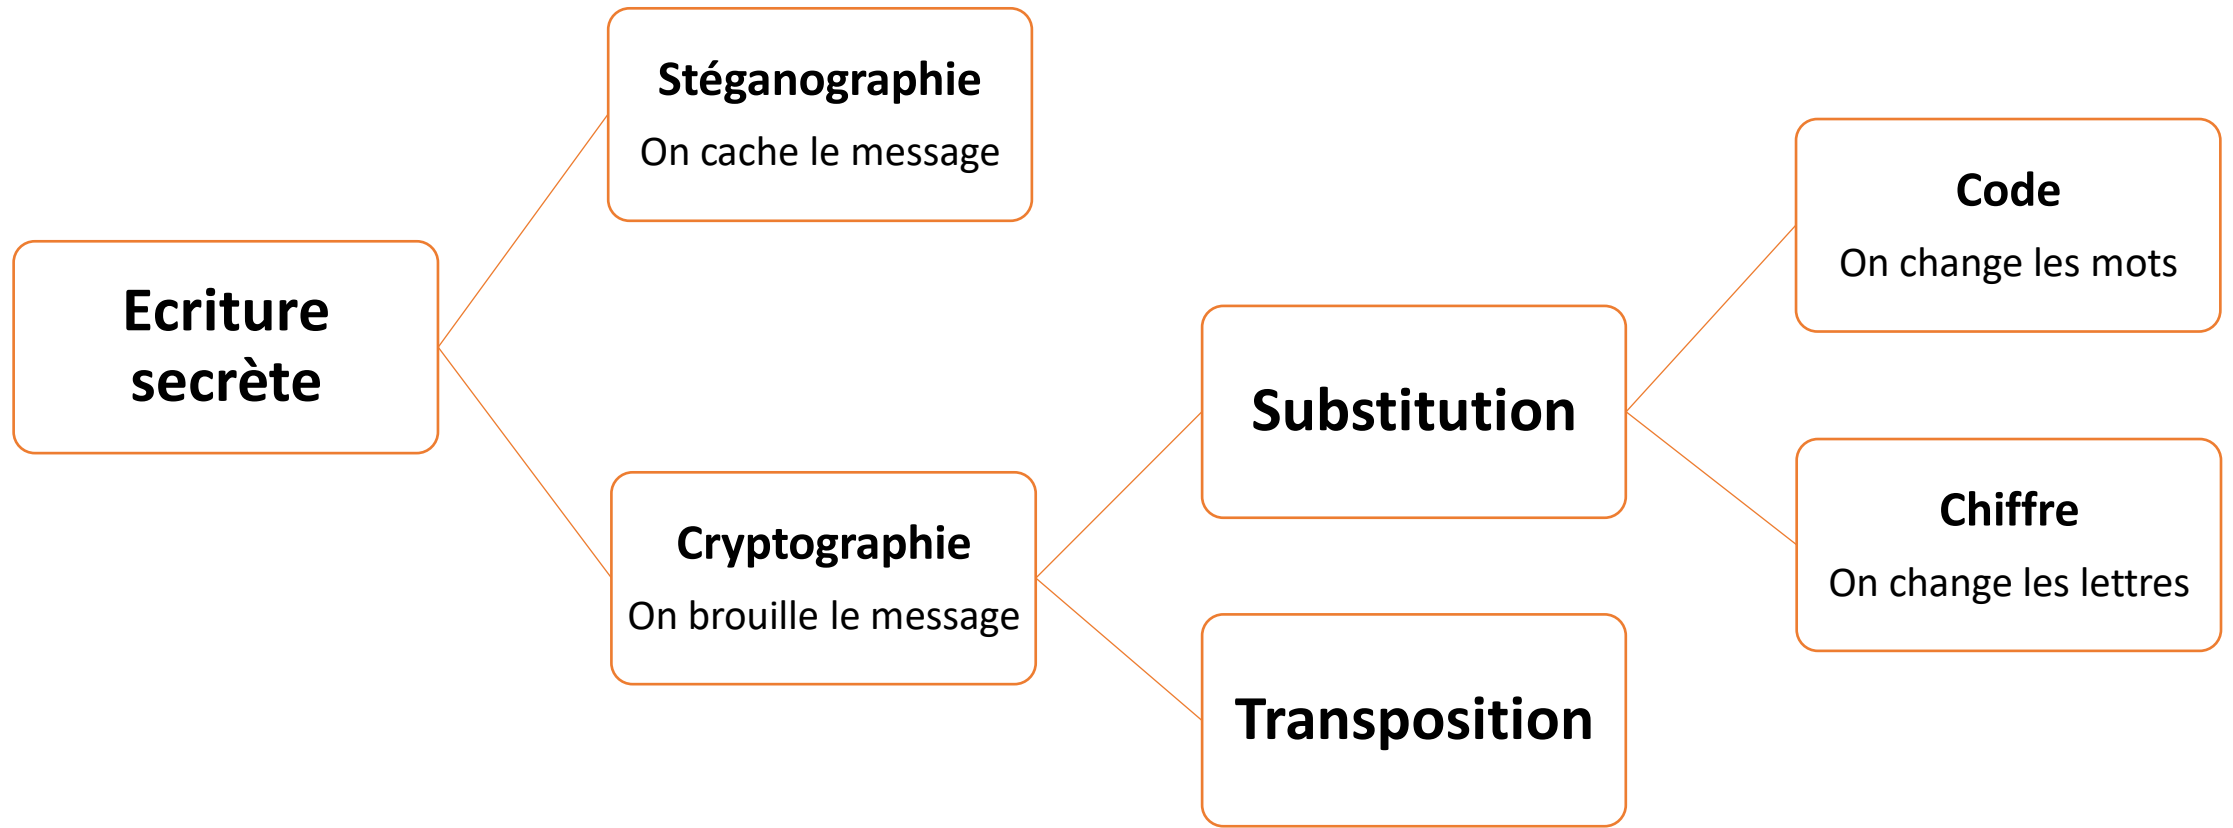 Ecriture
secrète
Stéganographie
On cache le message
Cryptographie
On brouille le message
Substitution
Transposition
Code
On change les mots
Chiffre
On change les lettres